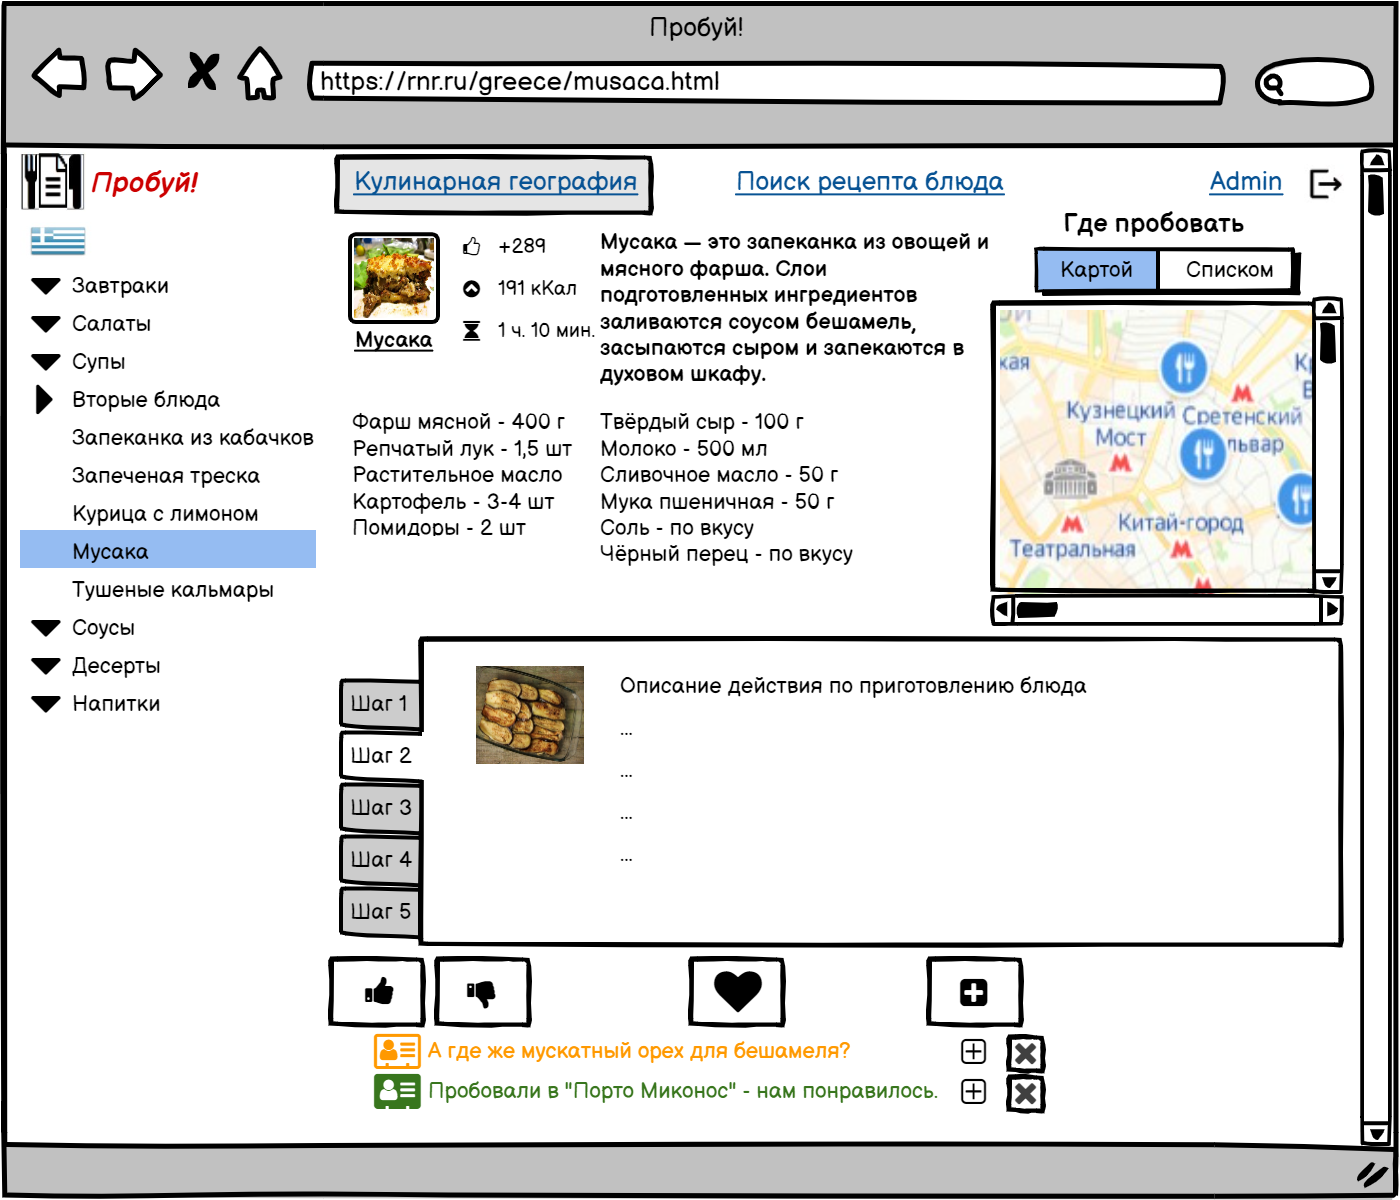 Пробуй!
https://rnr.ru/greece/musaca.html
Пробуй!
Кулинарная география
Поиск рецепта блюда
Admin
Завтраки
Салаты
Супы
Вторые блюда
Запеканка из кабачков
Запеченая треска
Курица с лимоном
Мусака
Тушеные кальмары
Соусы
Десерты
Напитки
Мусака
+289
191 кКал
1 ч. 10 мин.
Мусака — это запеканка из овощей и
мясного фарша. Слои
подготовленных ингредиентов
заливаются соусом бешамель,
засыпаются сыром и запекаются в
духовом шкафу.
Фарш мясной - 400 г
Репчатый лук - 1,5 шт
Растительное масло
Картофель - 3-4 шт
Помидоры - 2 шт
Твёрдый сыр - 100 г
Молоко - 500 мл
Сливочное масло - 50 г
Мука пшеничная - 50 г
Соль - по вкусу
Чёрный перец - по вкусу
Где пробовать
Картой
Списком
кая
Кузнецкий
Мост
Сретенский
львар
Китай-город
Театральная
Шаг 1
Шаг 2
Шаг 3
Шаг 4
Шаг 5
Описание действия по приготовлению блюда
...
...
...
...
А где же мускатный орех для бешамеля?
Пробовали в "Порто Миконос" - нам понравилось.